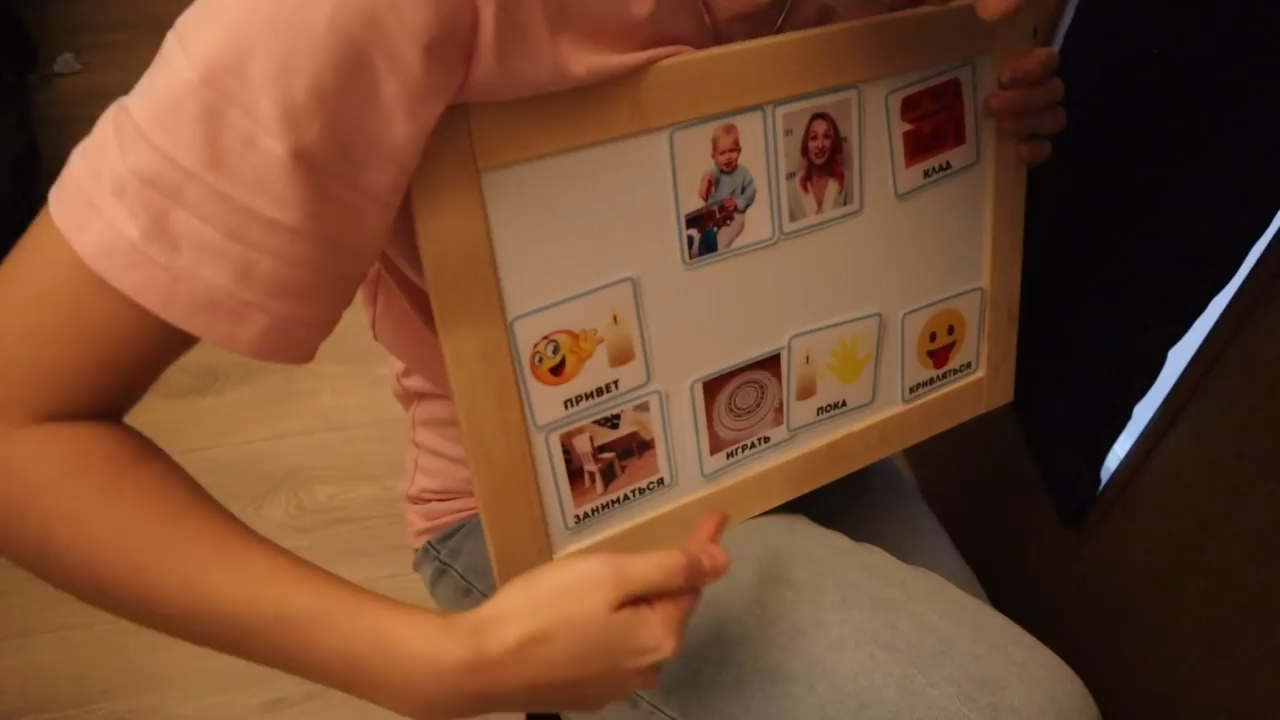 КЛАД
ПРИВЕТ
ПОКА
КРИВЛЯТЬСЯ
ИГРАТЬ
ЗАНИМАТЬСЯ